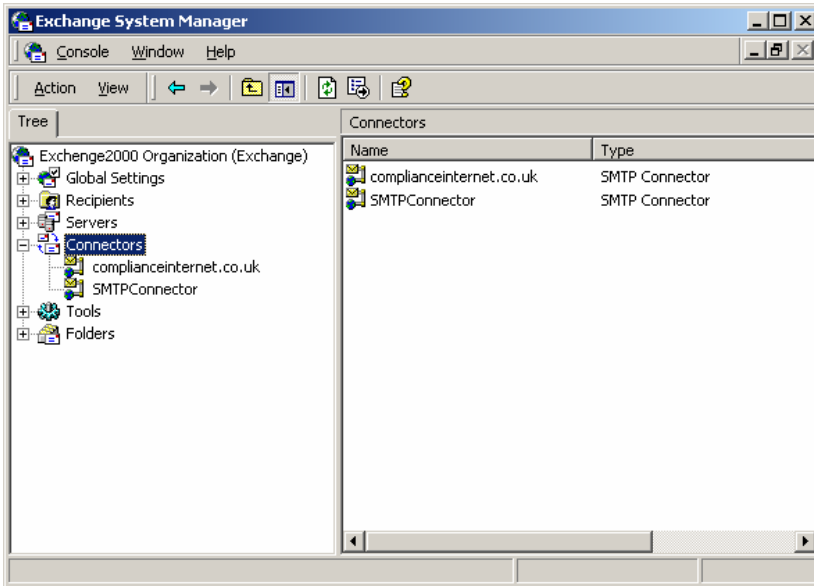 Exchange System Manager
Console Window Help
Action View
Tree
Connectors
Exchenge2000 Organization (Exchange)
Global Settings
Recipients
Servers
Connectors
complianceinternet.co.uk
SMTPConnector
Tools
Folders
Name Type
complianceinternet.co.uk SMTP Connector
SMTPConnector SMTP Connector